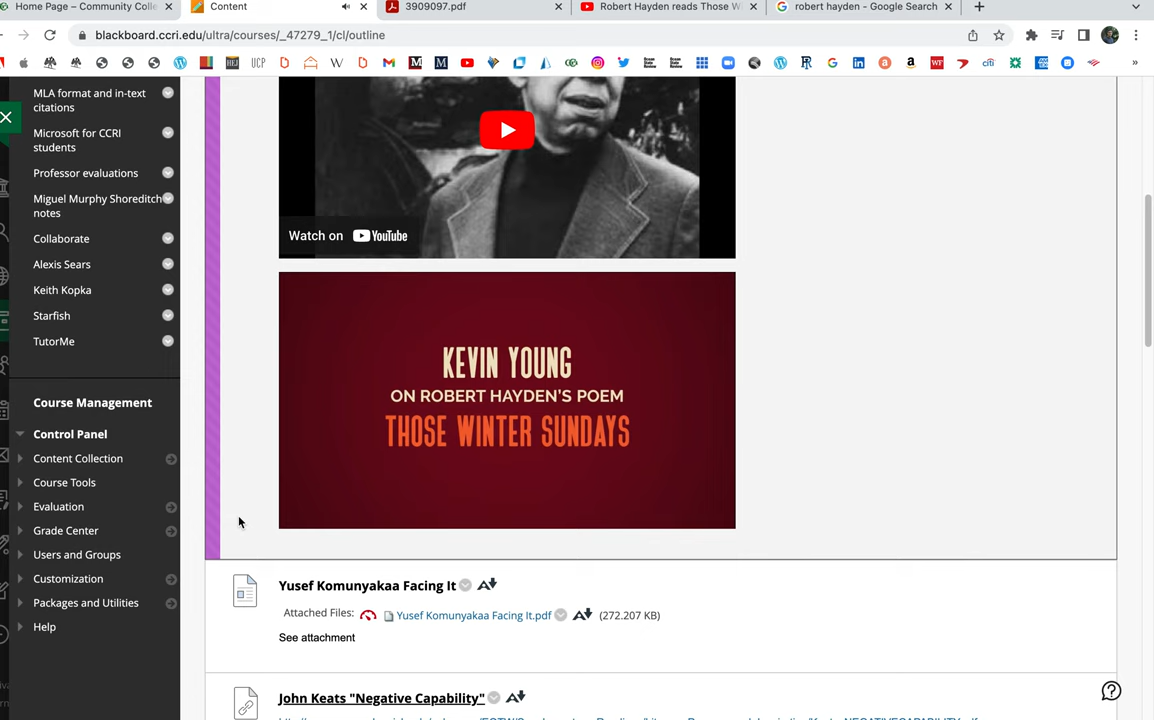 Home Page – Community Colle
Content
3909097.pdf
Robert Hayden reads Those W
robert hayden - Google Search
blackboard.ccri.edu/ultra/courses/_47279_1/cl/outline
MLA format and in-text
citations
Microsoft for CCRI
students
Professor evaluations
Miguel Murphy Shoreditch
notes
Collaborate
Alexis Sears
Keith Kopka
Starfish
TutorMe
Course Management
Control Panel
Content Collection
Course Tools
Evaluation
Grade Center
Users and Groups
Customization
Packages and Utilities
Help
Watch on YouTube
KEVIN YOUNG
ON ROBERT HAYDEN'S POEM
THOSE WINTER SUNDAYS
Yusef Komunyakaa Facing It
Attached Files: Yusef Komunyakaa Facing It.pdf (272.207 KB)
See attachment
John Keats "Negative Capability"